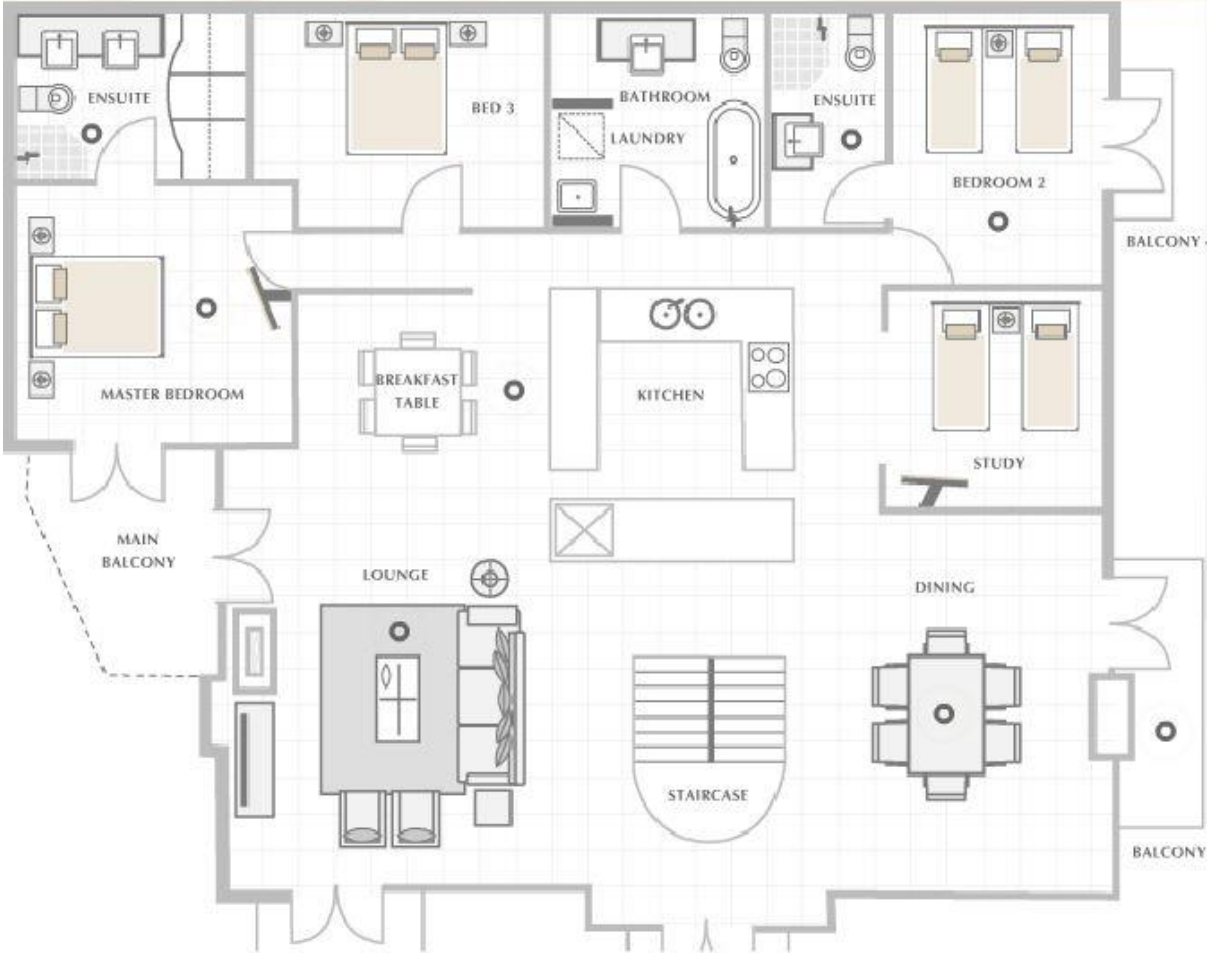 ENSUITE
BED 3
BATHROOM
LAUNDRY
ENSUITE
BEDROOM 2
BALCONY
MASTER BEDROOM
BREAKFAST
TABLE
KITCHEN
STUDY
MAIN
BALCONY
LOUNGE
DINING
STAIRCASE
BALCONY